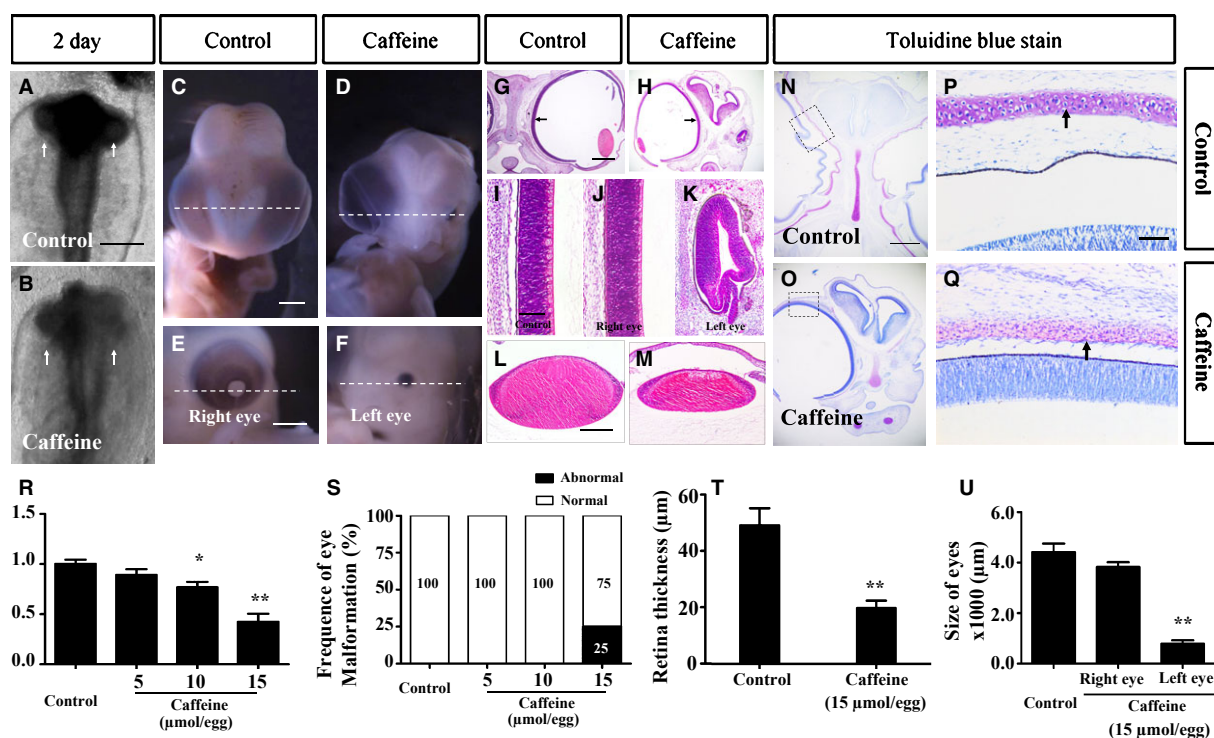 2 day
Control
Caffeine
Control
Caffeine
Toluidine blue stain
A
Control
B
Caffeine
C
D
E
Right eye
F
Left eye
G
H
I
Control
J
Right eye
K
Left eye
L
M
N
Control
O
Caffeine
P
Q
Control
Caffeine
R
1.5
1.0
0.5
0.0
*
**
Control
5
10
15
Caffeine
(µmol/egg)
S
Abnormal
Normal
Frequence of eye
Malformation (%)
100
75
50
25
0
100
100
100
75
25
Control
5
10
15
Caffeine
(µmol/egg)
T
Retina thickness (µm)
60
40
20
0
**
Control
Caffeine
(15 µmol/egg)
U
Size of eyes
x1000 (µm)
6.0
4.0
2.0
0.0
**
Control
Right eye
Left eye
Caffeine
(15 µmol/egg)